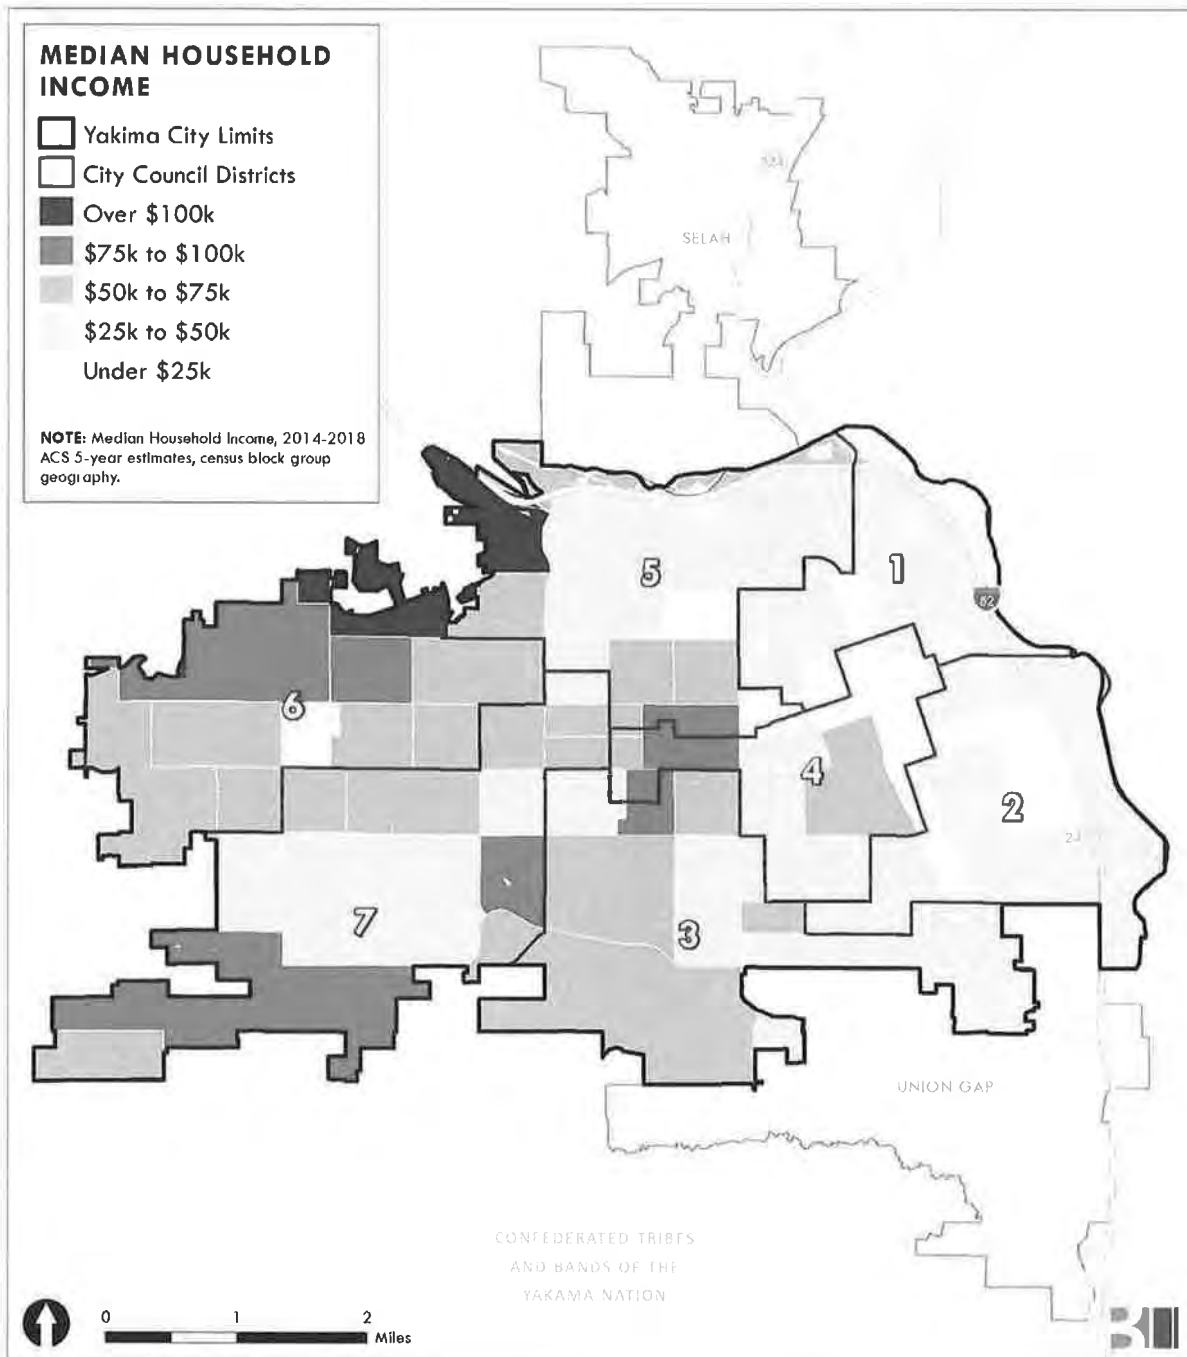 MEDIAN HOUSEHOLD
INCOME
Yakima City Limits
City Council Districts
Over $100k
$75k to $100k
$50k to $75k
$25k to $50k
Under $25k
NOTE: Median Household Income, 2014-2018
ACS 5-year estimates, census block group
geography.
SELAH
5
1
82
6
4
2
24
7
3
UNION GAP
CONFEDERATED TRIBES
AND BANDS OF THE
YAKAMA NATION
0 1 2
Miles